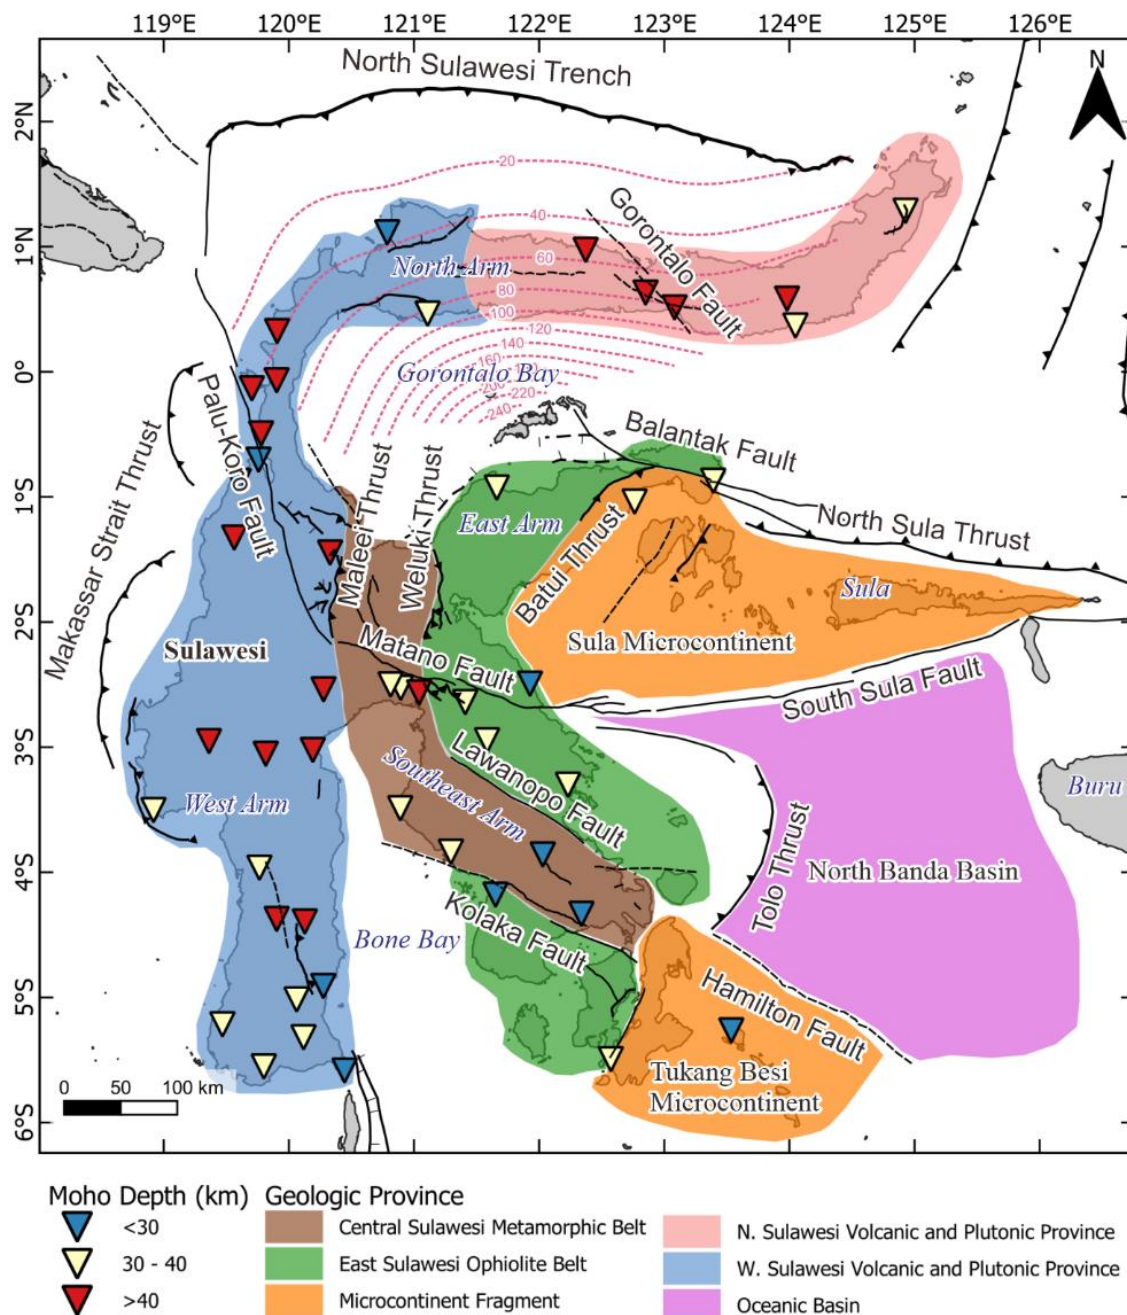 119°E 120°E 121°E 122°E 123°E 124°E 125°E 126°E
N
North Sulawesi Trench
2°N
20
40
Gorontalo Fault
1°N
North Arm
60
80
100
120
140
160
0°
Gorontalo Bay
200
220
240
Palu-Koro Fault
Makassar Strait Thrust
Maleei Thrust
Weluki Thrust
Balantak Fault
1°S
East Arm
Batui Thrust
North Sula Thrust
Sula
2°S
Sulawesi
Matano Fault
Sula Microcontinent
South Sula Fault
3°S
Lawanopo Fault
Southeast Arm
West Arm
Buru
Tolo Thrust
North Banda Basin
4°S
Kolaka Fault
Bone Bay
5°S
Hamilton Fault
Tukang Besi
Microcontinent
0 50 100 km
6°S
Moho Depth (km)
<30
30 - 40
>40
Geologic Province
Central Sulawesi Metamorphic Belt
East Sulawesi Ophiolite Belt
Microcontinent Fragment
N. Sulawesi Volcanic and Plutonic Province
W. Sulawesi Volcanic and Plutonic Province
Oceanic Basin